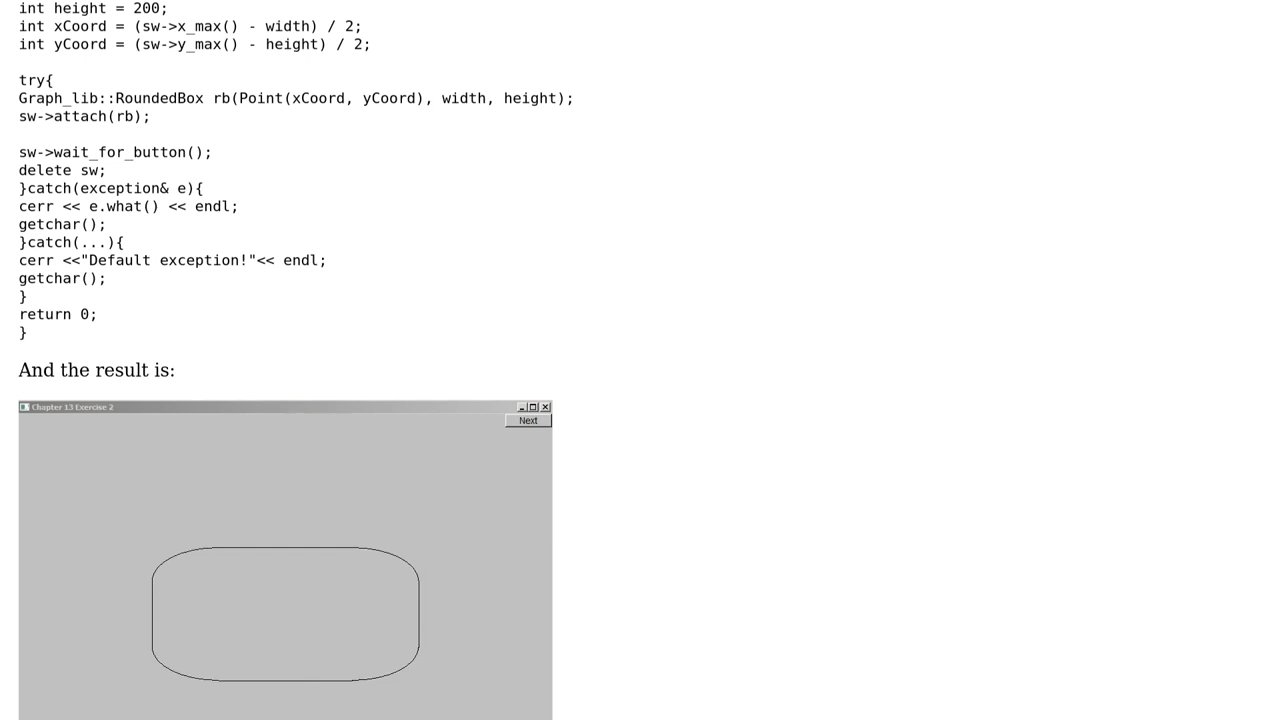 int height = 200;
int xCoord = (sw->x_max() - width) / 2;
int yCoord = (sw->y_max() - height) / 2;
try{
Graph_lib::RoundedBox rb(Point(xCoord, yCoord), width, height);
sw->attach(rb);
sw->wait_for_button();
delete sw;
}catch(exception& e){
cerr << e.what() << endl;
getchar();
}catch(...){
cerr <<"Default exception!"<< endl;
getchar();
}
return 0;
}
And the result is:
Chapter 13 Exercise 2
Next